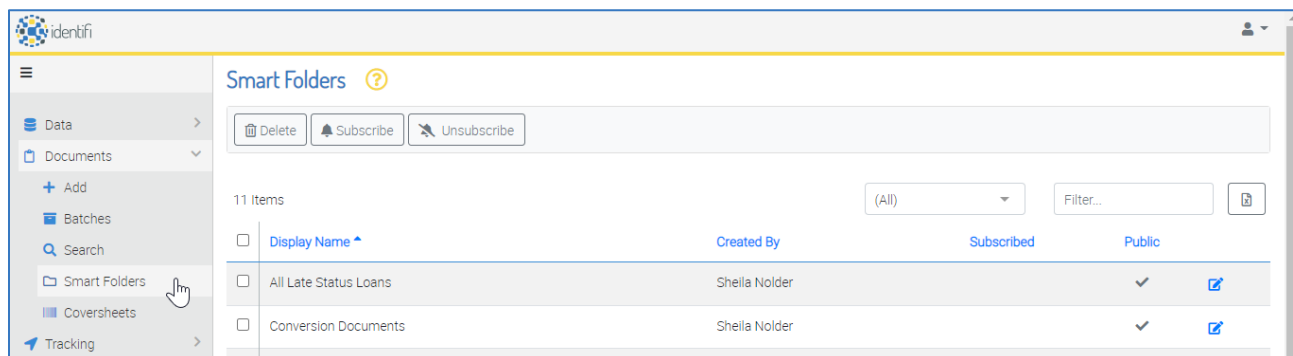 identifi
Smart Folders ?
Data
Delete Subscribe Unsubscribe
Documents
Add
11 Items (All) Filter...
Batches
Display Name Created By Subscribed Public
Search
Smart Folders
All Late Status Loans Sheila Nolder
Coversheets
Conversion Documents Sheila Nolder
Tracking